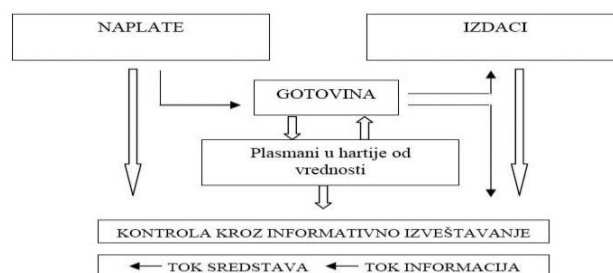 NAPLATE
IZDACI
GOTOVINA
Plasmani u hartije od
vrednosti
KONTROLA KROZ INFORMATIVNO IZVEŠTAVANJE
TOK SREDSTAVA TOK INFORMACIJA